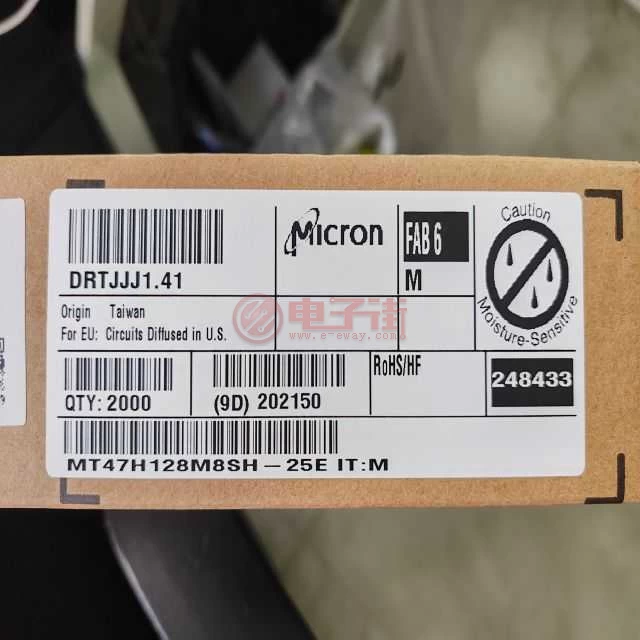 DRTJJJ1.41
Micron
FAB 6
M
Caution
Moisture-Sensitive
Origin Taiwan
For EU: Circuits Diffused in U.S.
电子街
www.e-eway.com
QTY: 2000
(9D) 202150
RoHS/HF
248433
MT47H128M8SH-25E IT:M